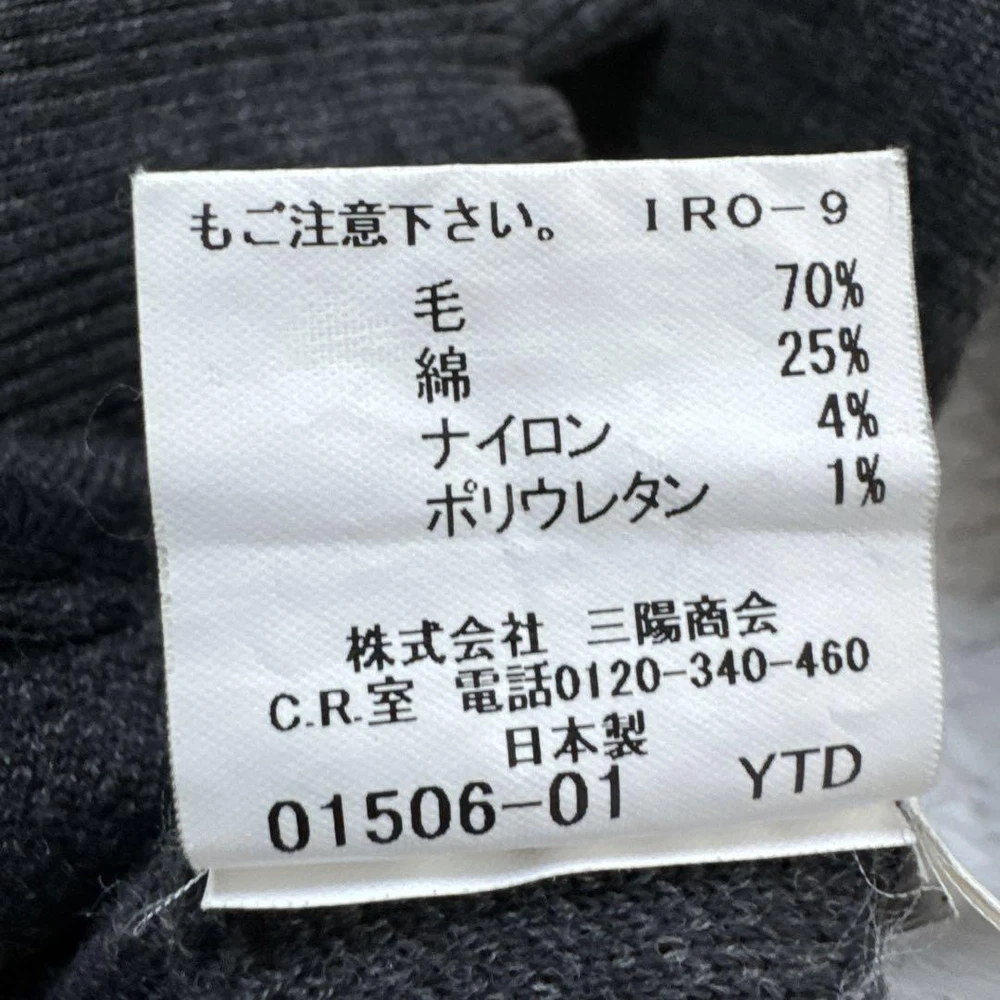 もご注意下さい。 IRO-9
毛 70%
綿 25%
ナイロン 4%
ポリウレタン 1%
株式会社 三陽商会
C.R.室 電話0120-340-460
日本製
01506-01 YTD